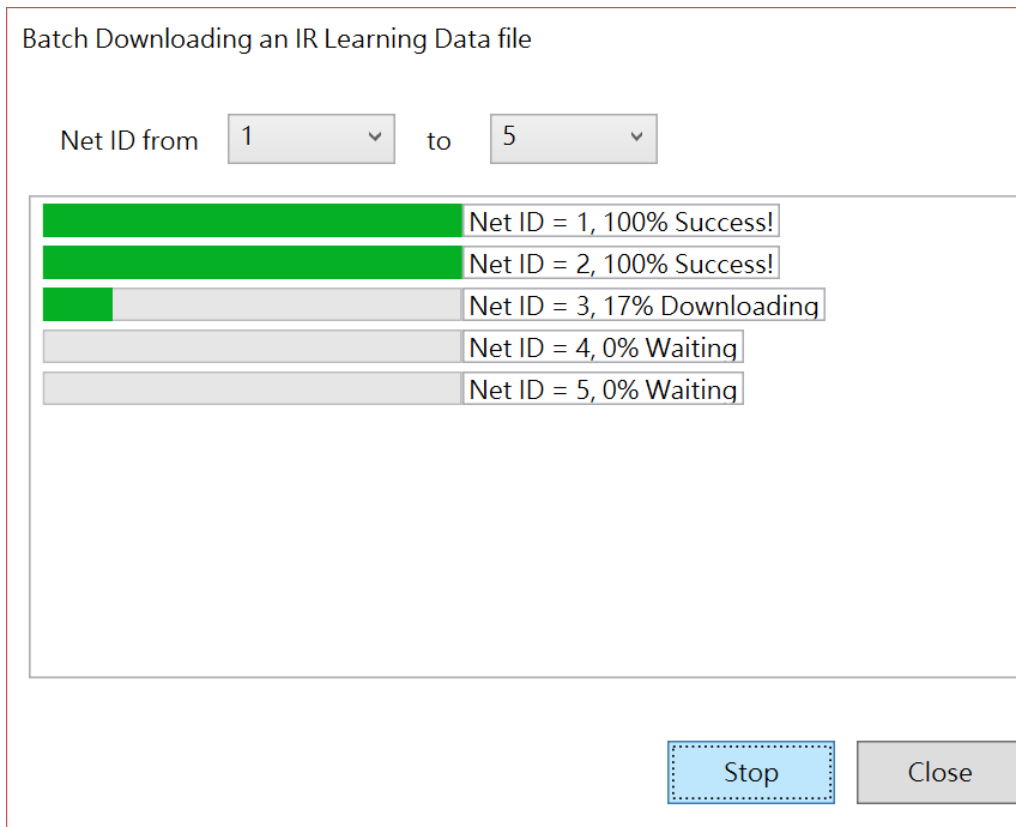 Batch Downloading an IR Learning Data file
Net ID from 1 to 5
Net ID = 1, 100% Success!
Net ID = 2, 100% Success!
Net ID = 3, 17% Downloading
Net ID = 4, 0% Waiting
Net ID = 5, 0% Waiting
Stop Close